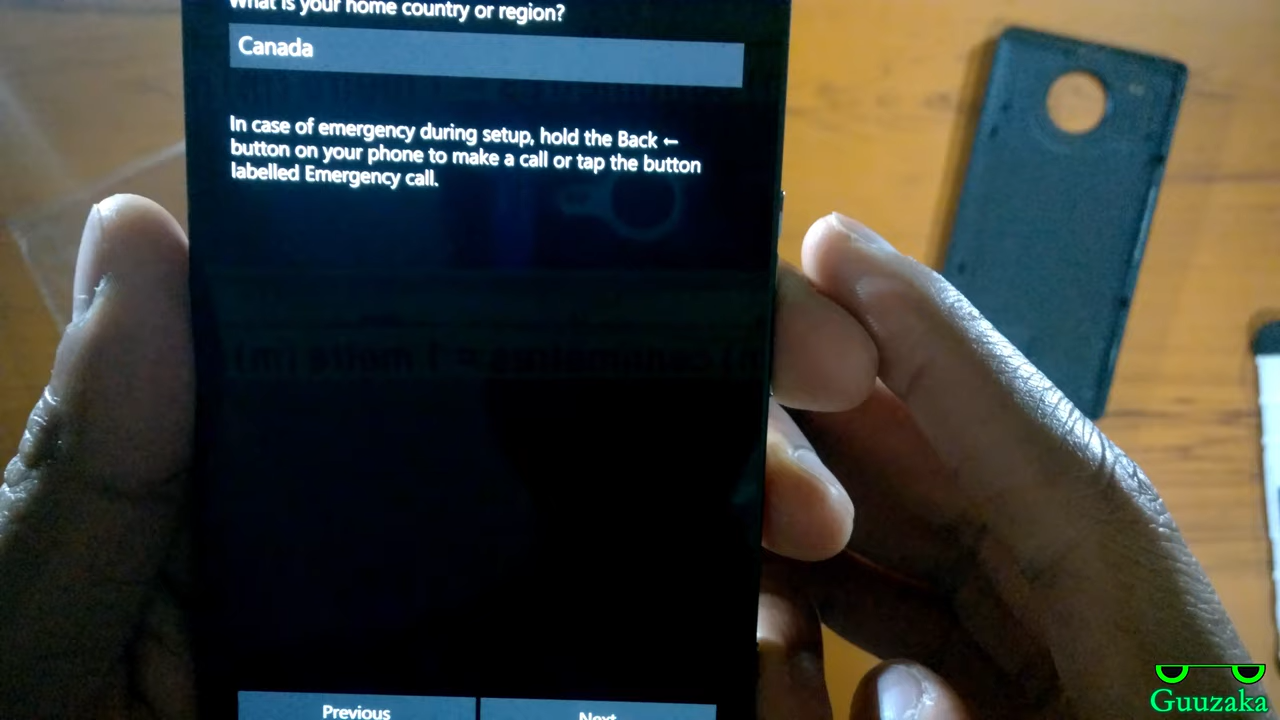 What is your home country or region?
Canada
In case of emergency during setup, hold the Back ←
button on your phone to make a call or tap the button
labelled Emergency call.
Previous
Next
Guuzaka